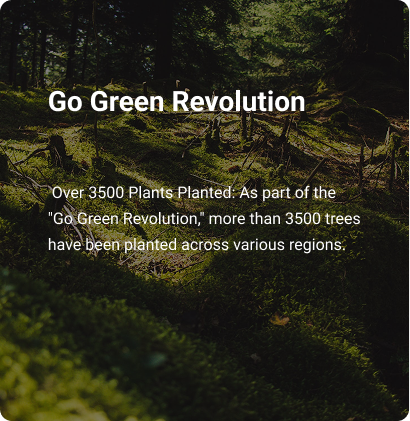 Go Green Revolution
Over 3500 Plants Planted: As part of the
"Go Green Revolution," more than 3500 trees
have been planted across various regions.